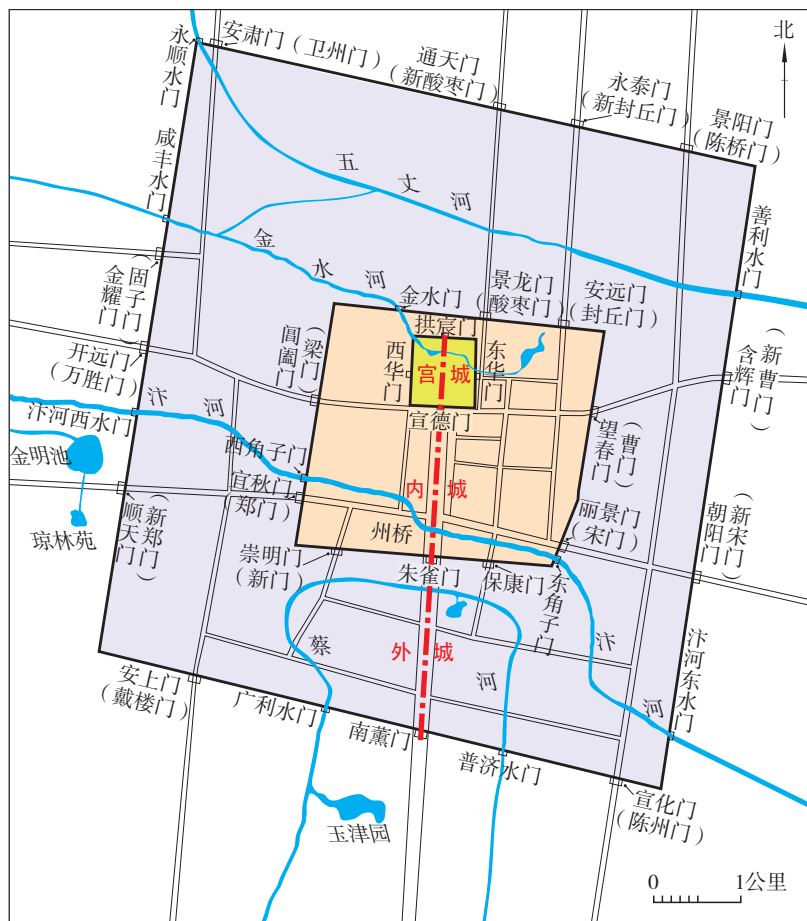 北
永顺水门
安肃门(卫州门)
通天门
(新酸枣门)
永泰门
(新封丘门)
景阳门
(陈桥门)
咸丰水门
五丈河
善利水门
金水河
(固子门)
金耀门
金水门
景龙门
(酸枣门)
安远门
(封丘门)
拱宸门
(梁门)
阊阖门
西华门
宫城
东华门
(新曹门)
含辉门
开远门
(万胜门)
宣德门
(曹门)
望春门
汴河
汴河西水门
金明池
西角子门
宜秋门
(郑门)
内城
丽景门
(宋门)
(新宋门)
朝阳门
琼林苑
(新郑门)
顺天门
州桥
崇明门
(新门)
朱雀门
保康门
东角子门
蔡河
外城
汴河
汴河东水门
安上门
(戴楼门)
广利水门
南薰门
普济水门
宣化门
(陈州门)
玉津园
0 1公里